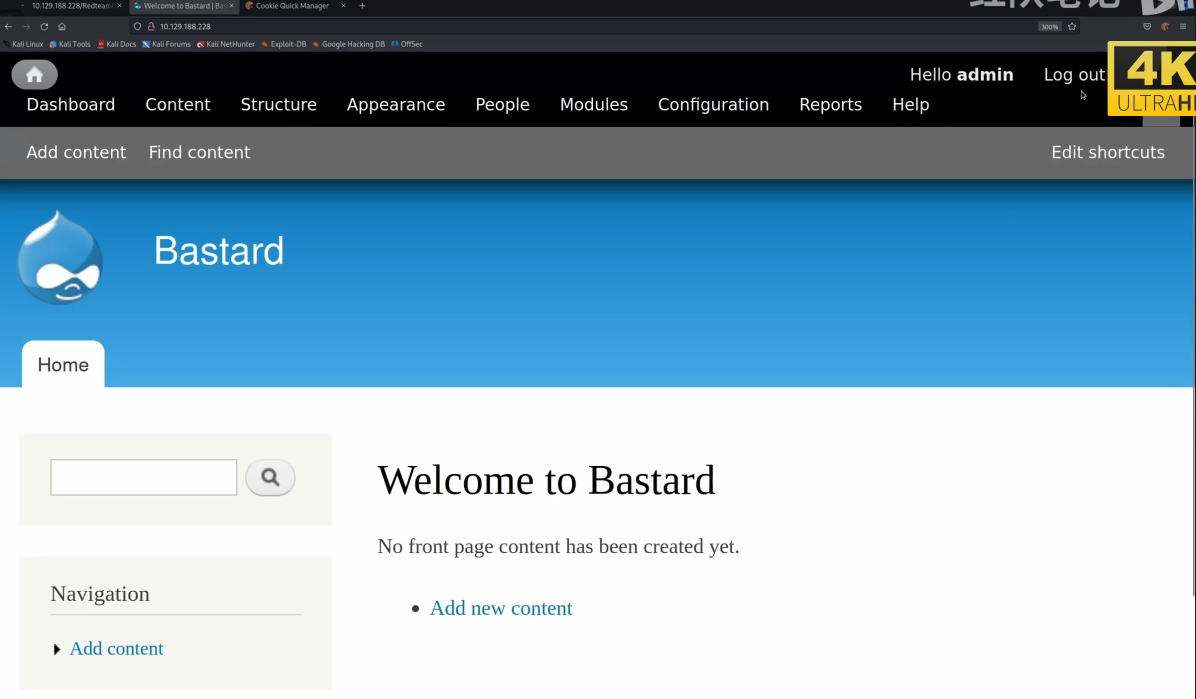 10.129.188.228/Redteam Welcome to Bastard | Bas Cookie Quick Manager
10.129.188.228 300%
Kali Linux Kali Tools Kali Docs Kali Forums Kali NetHunter Exploit-DB Google Hacking DB OffSec
Hello admin Log out
4K
ULTRAH
Dashboard Content Structure Appearance People Modules Configuration Reports Help
Add content Find content Edit shortcuts
Bastard
Home
Welcome to Bastard
No front page content has been created yet.
Navigation
Add new content
Add content